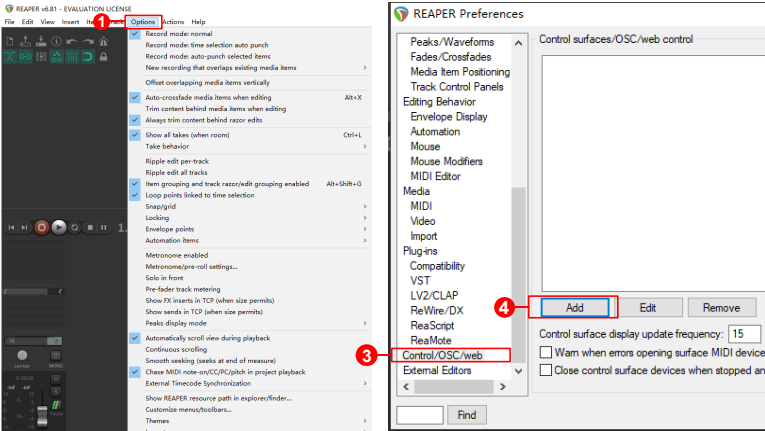 REAPER v6.81 - EVALUATION LICENSE
File Edit View Insert Item Track Options Actions Help
1
Record mode: normal
Record mode: time selection auto punch
Record mode: auto-punch selected items
New recording that overlaps existing media items >
Offset overlapping media items vertically
Auto-crossfade media items when editing Alt+X
Trim content behind media items when editing
Always trim content behind razor edits
Show all takes (when room) Ctrl+L
Take behavior >
Ripple edit per-track
Ripple edit all tracks
Item grouping and track razor/edit grouping enabled Alt+Shift+G
Loop points linked to time selection
Snap/grid >
Locking >
Envelope points >
Automation items >
1.
Metronome enabled
Metronome/pre-roll settings...
Solo in front
Pre-fader track metering
Show FX inserts in TCP (when size permits)
Show sends in TCP (when size permits)
Peaks display mode >
Automatically scroll view during playback
Continuous scrolling
Smooth seeking (seeks at end of measure)
Chase MIDI note-on/CC/PC/pitch in project playback
External Timecode Synchronization >
Show REAPER resource path in explorer/finder...
Customize menus/toolbars...
Themes >
center MONO
0.00dB M
-inf -inf
S
Route
REAPER Preferences
Peaks/Waveforms
Fades/Crossfades
Media Item Positioning
Track Control Panels
Editing Behavior
Envelope Display
Automation
Mouse
Mouse Modifiers
MIDI Editor
Media
MIDI
Video
Import
Plug-ins
Compatibility
VST
LV2/CLAP
ReWire/DX
ReaScript
ReaMote
3
Control/OSC/web
External Editors
Find
Control surfaces/OSC/web control
4
Add Edit Remove
Control surface display update frequency: 15
Warn when errors opening surface MIDI device
Close control surface devices when stopped an